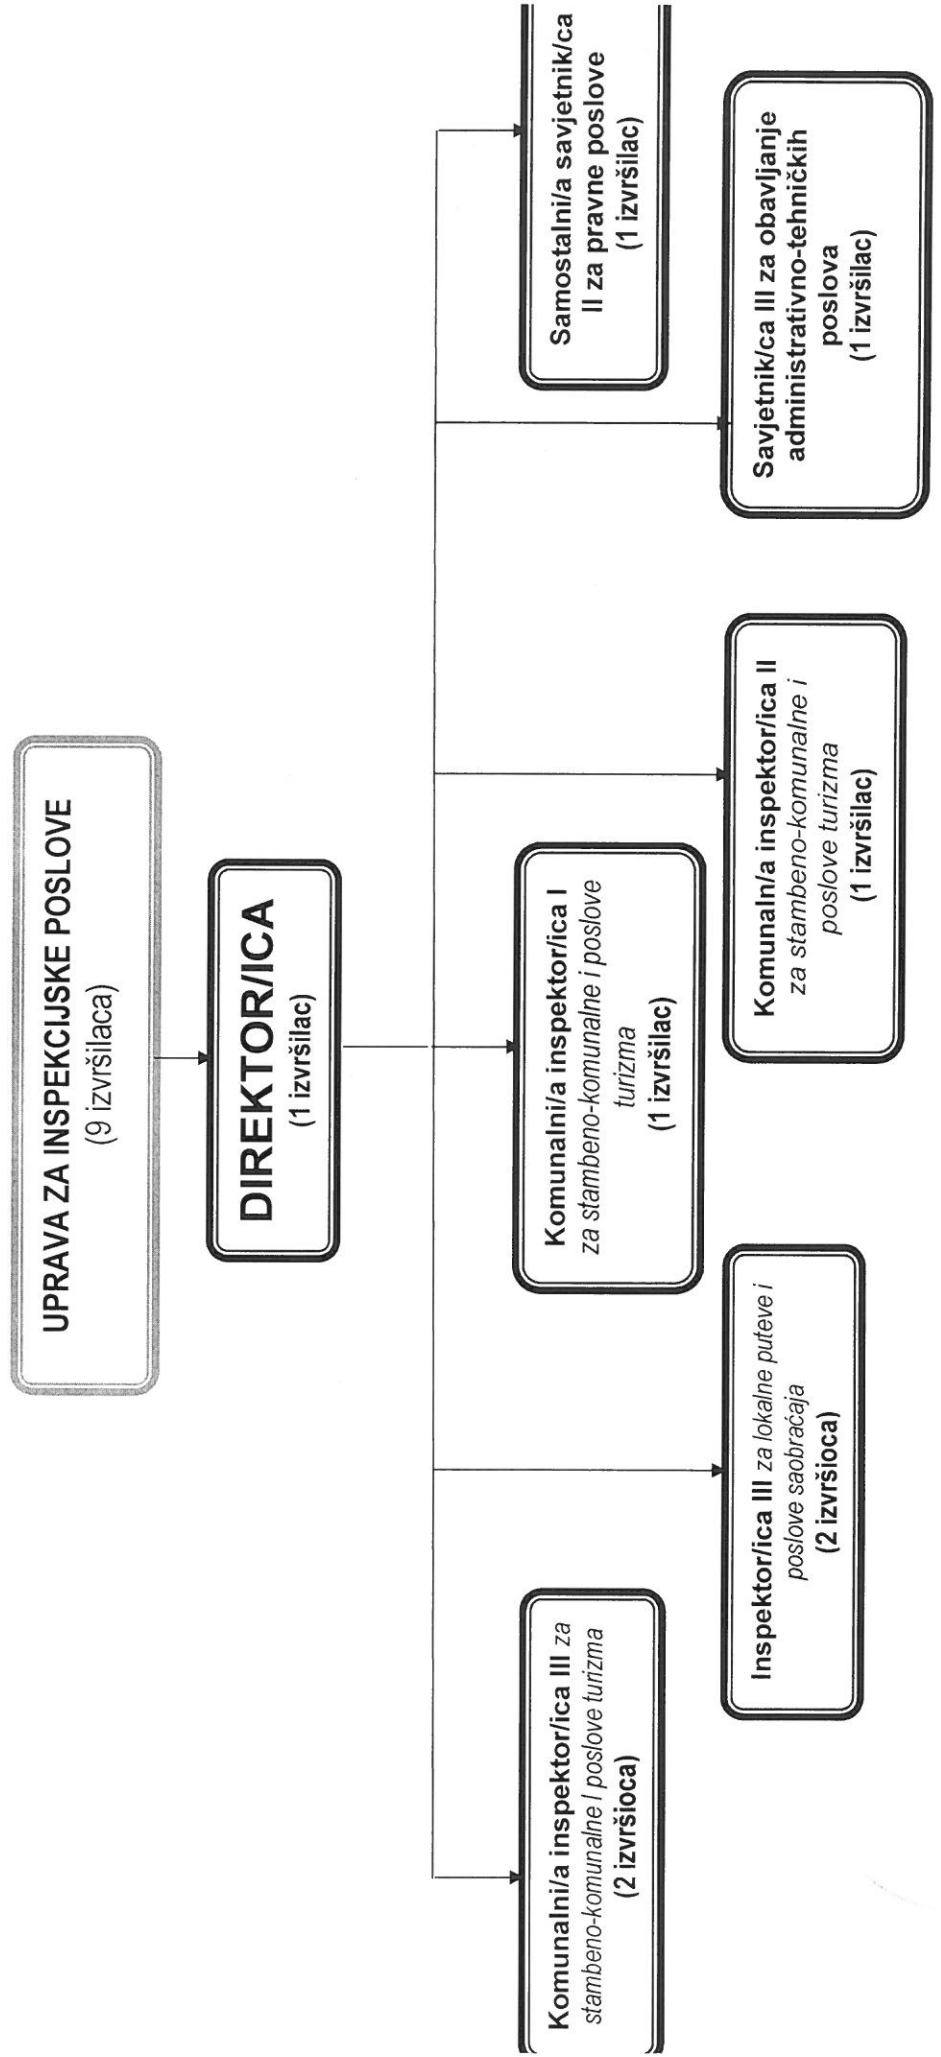 UPRAVA ZA INSPEKCIJSKE POSLOVE
(9 izvršilaca)
DIREKTOR/ICA
(1 izvršilac)
Komunalni/a inspektor/ica III za
stambeno-komunalne I poslove turizma
(2 izvršioca)
Komunalni/a inspektor/ica I
za stambeno-komunalne i poslove
turizma
(1 izvršilac)
Samostalni/a savjetnik/ca
II za pravne poslove
(1 izvršilac)
Inspektor/ica III za lokalne puteve i
poslove saobraćaja
(2 izvršioca)
Komunaln/a inspektor/ica II
za stambeno-komunalne i
poslove turizma
(1 izvršilac)
Savjetnik/ca III za obavljanje
administrativno-tehničkih
poslova
(1 izvršilac)